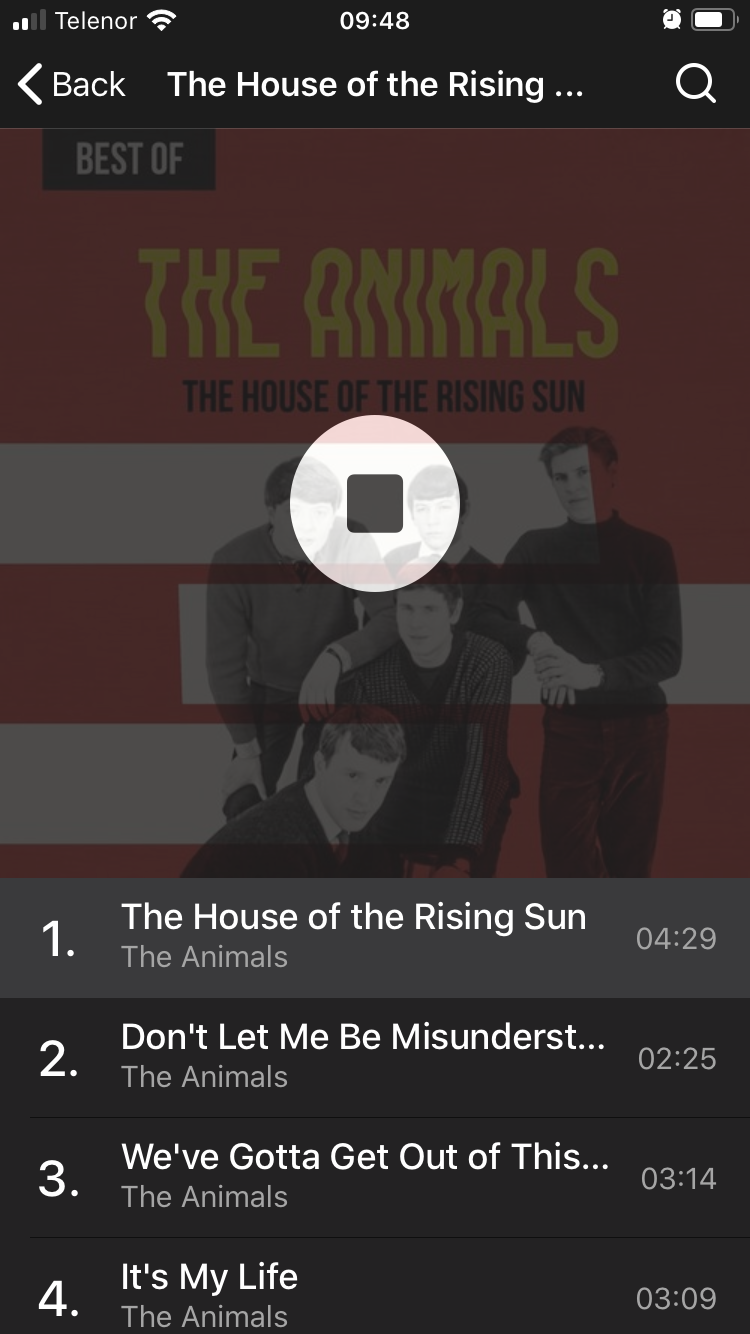 Telenor 09:48
Back The House of the Rising ...
BEST OF
THE ANIMALS
THE HOUSE OF THE RISING SUN
1. The House of the Rising Sun 04:29
The Animals
2. Don't Let Me Be Misunderst... 02:25
The Animals
3. We've Gotta Get Out of This... 03:14
The Animals
4. It's My Life 03:09
The Animals